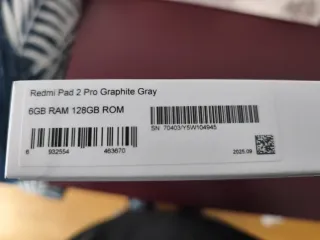 Redmi Pad 2 Pro Graphite Gray
6GB RAM 128GB ROM
SN: 70403/Y5W104945
6 932554 463670
2025.09